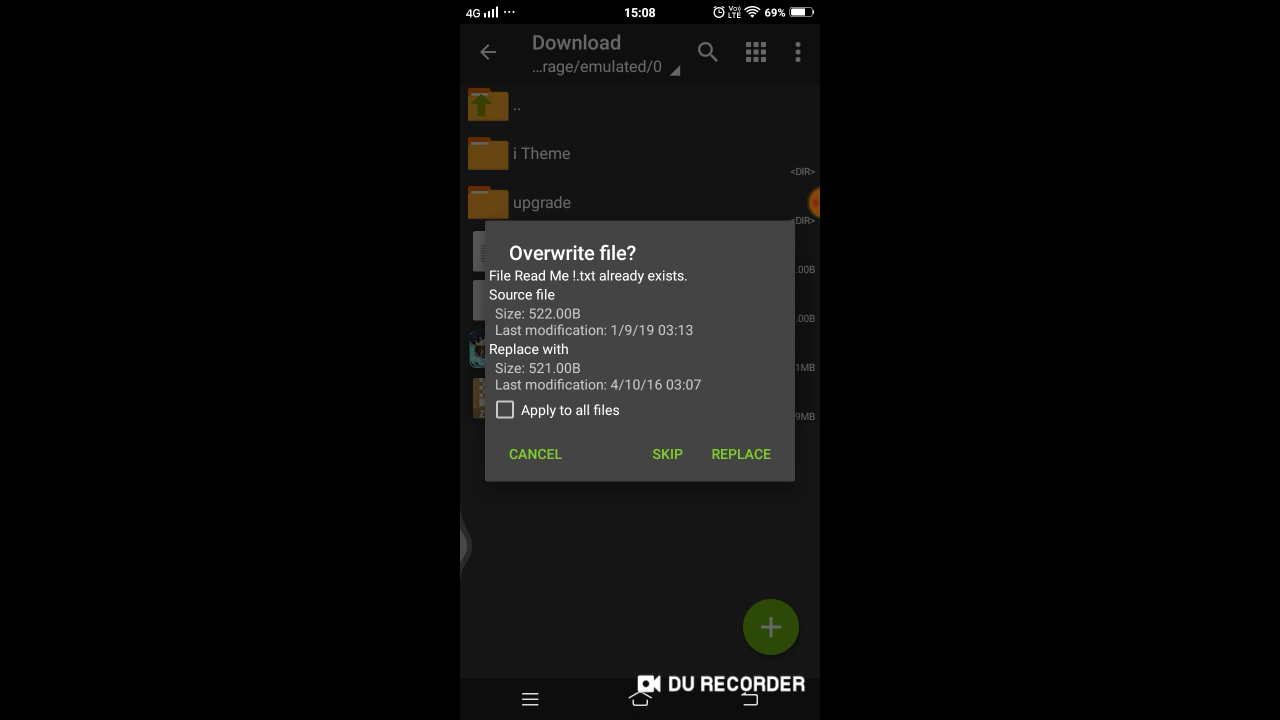 4G ... 15:08 VoLTE 69%
Download
...rage/emulated/0
..
i Theme
<DIR>
upgrade
<DIR>
Overwrite file?
File Read Me !.txt already exists.
.00B
Source file
Size: 522.00B
.00B
Last modification: 1/9/19 03:13
Replace with
Size: 521.00B
1MB
Last modification: 4/10/16 03:07
Apply to all files
9MB
CANCEL SKIP REPLACE
+
DU RECORDER